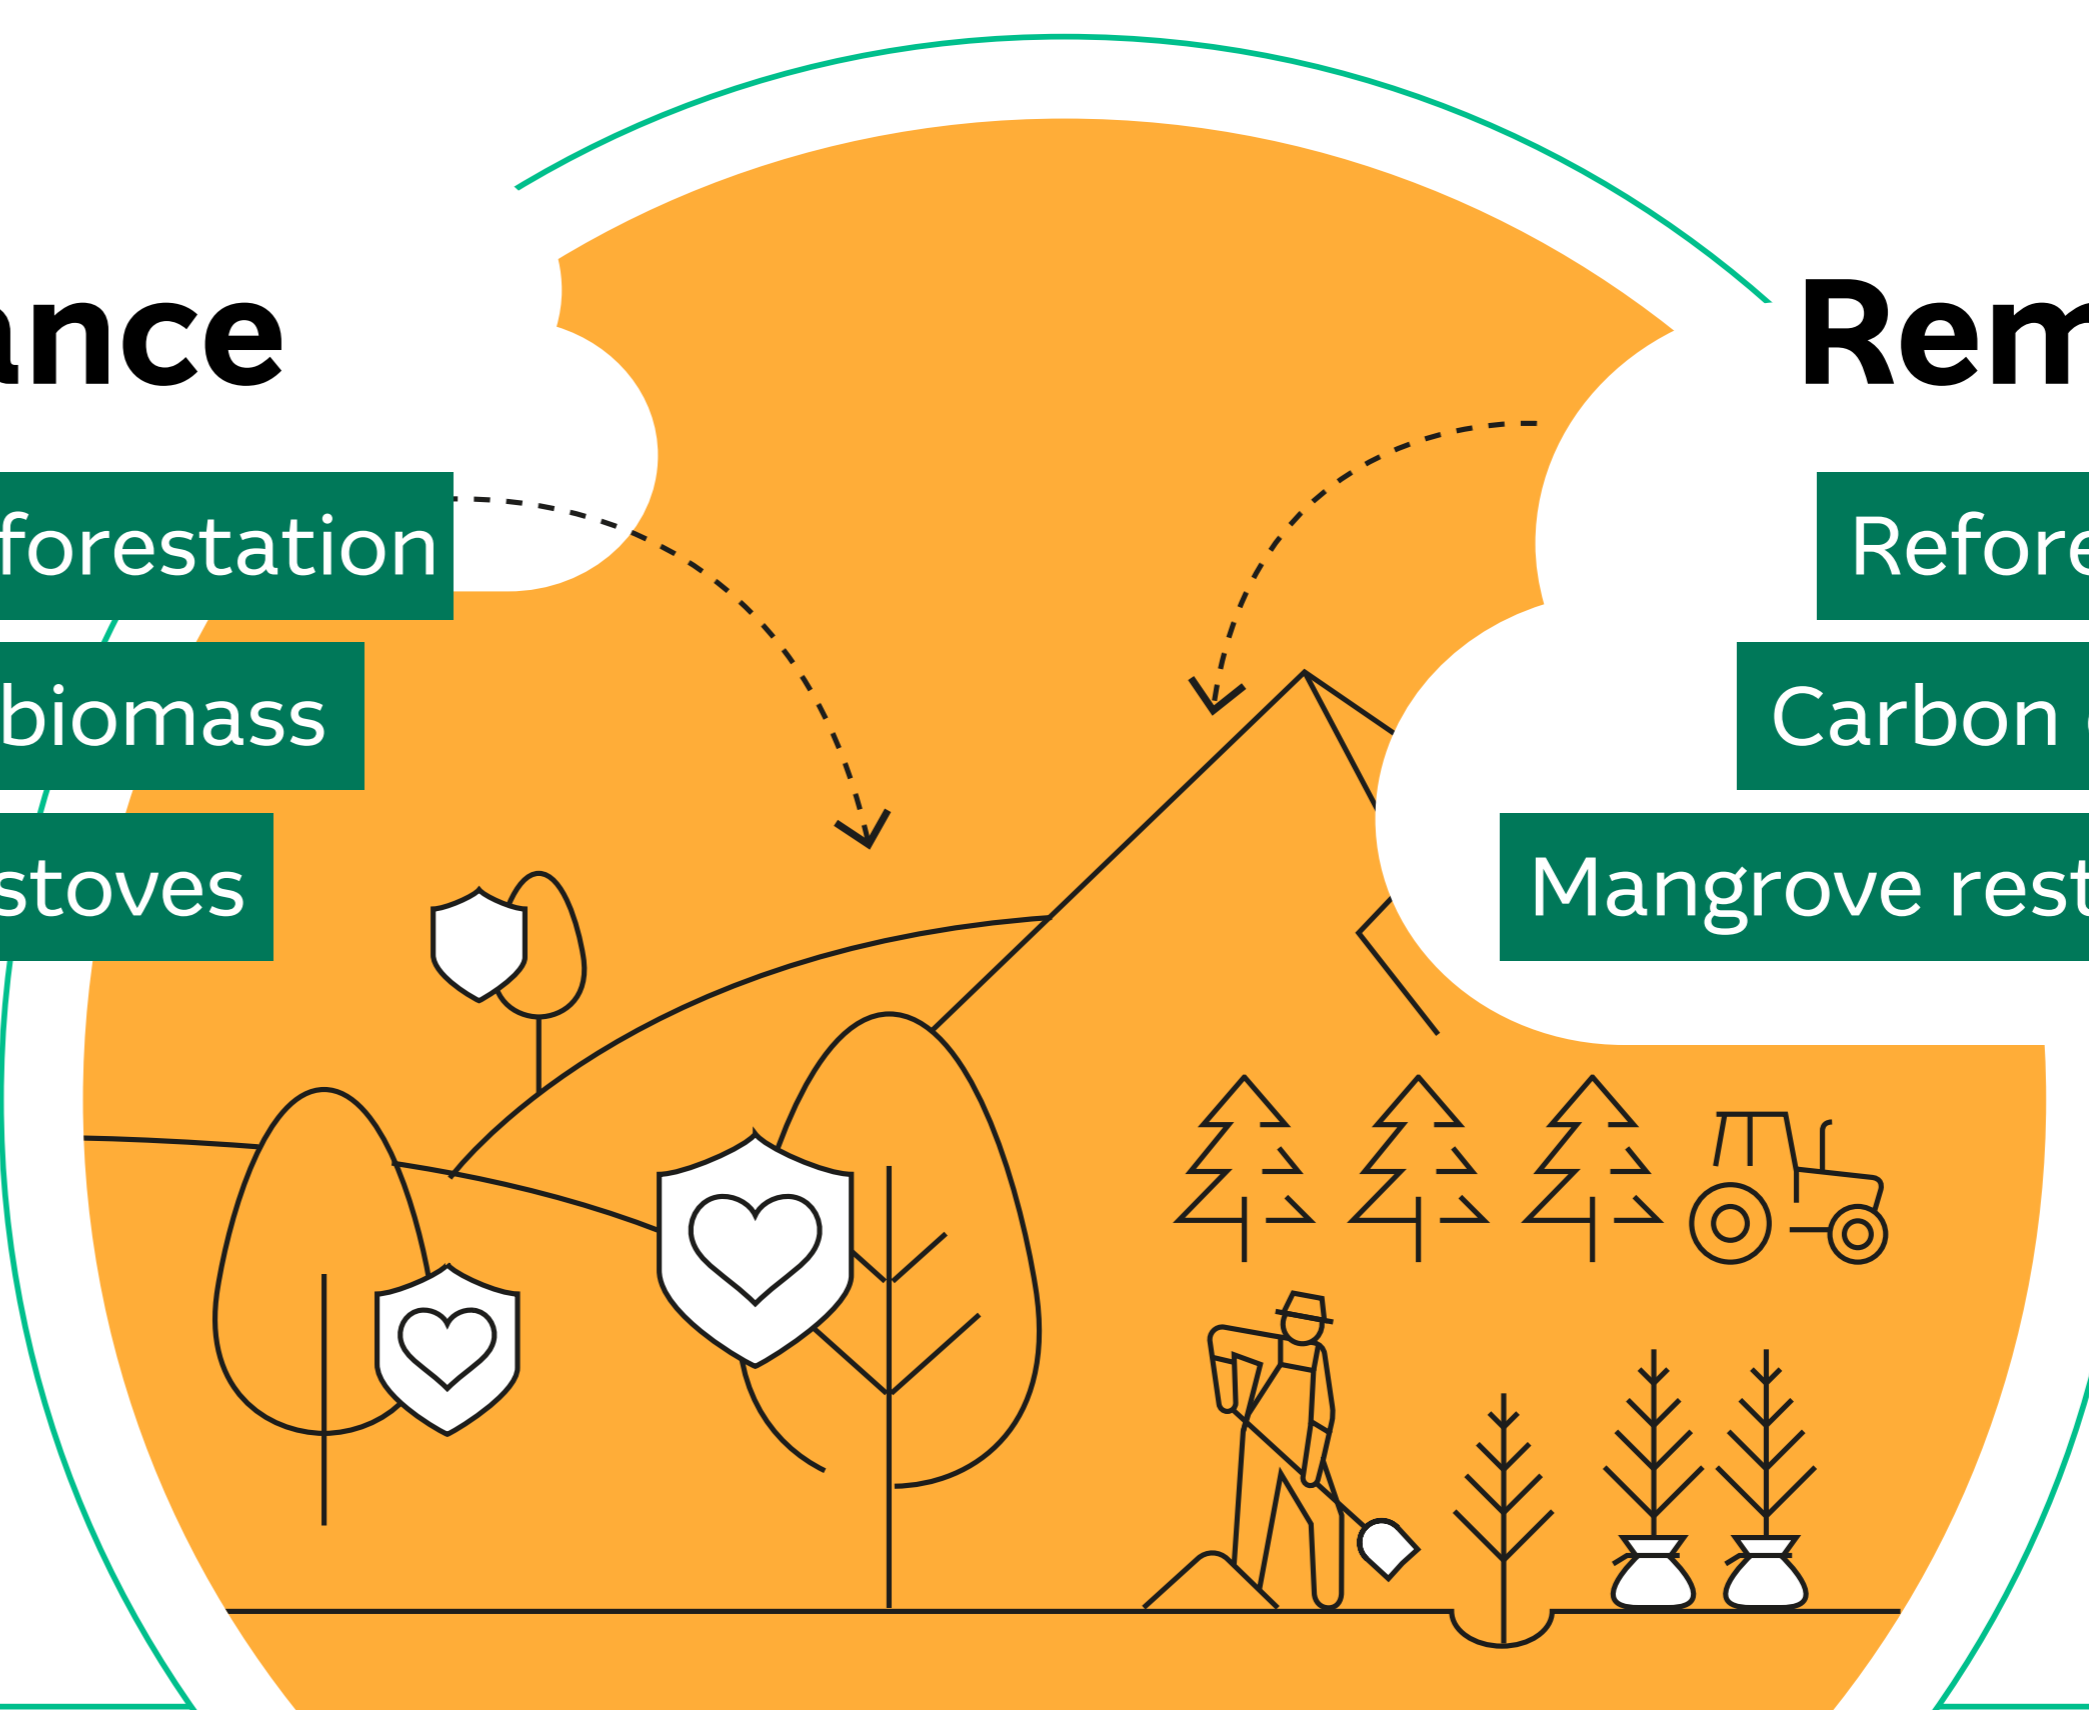 ance
Rem
forestation
Refore
biomass
Carbon
stoves
Mangrove rest